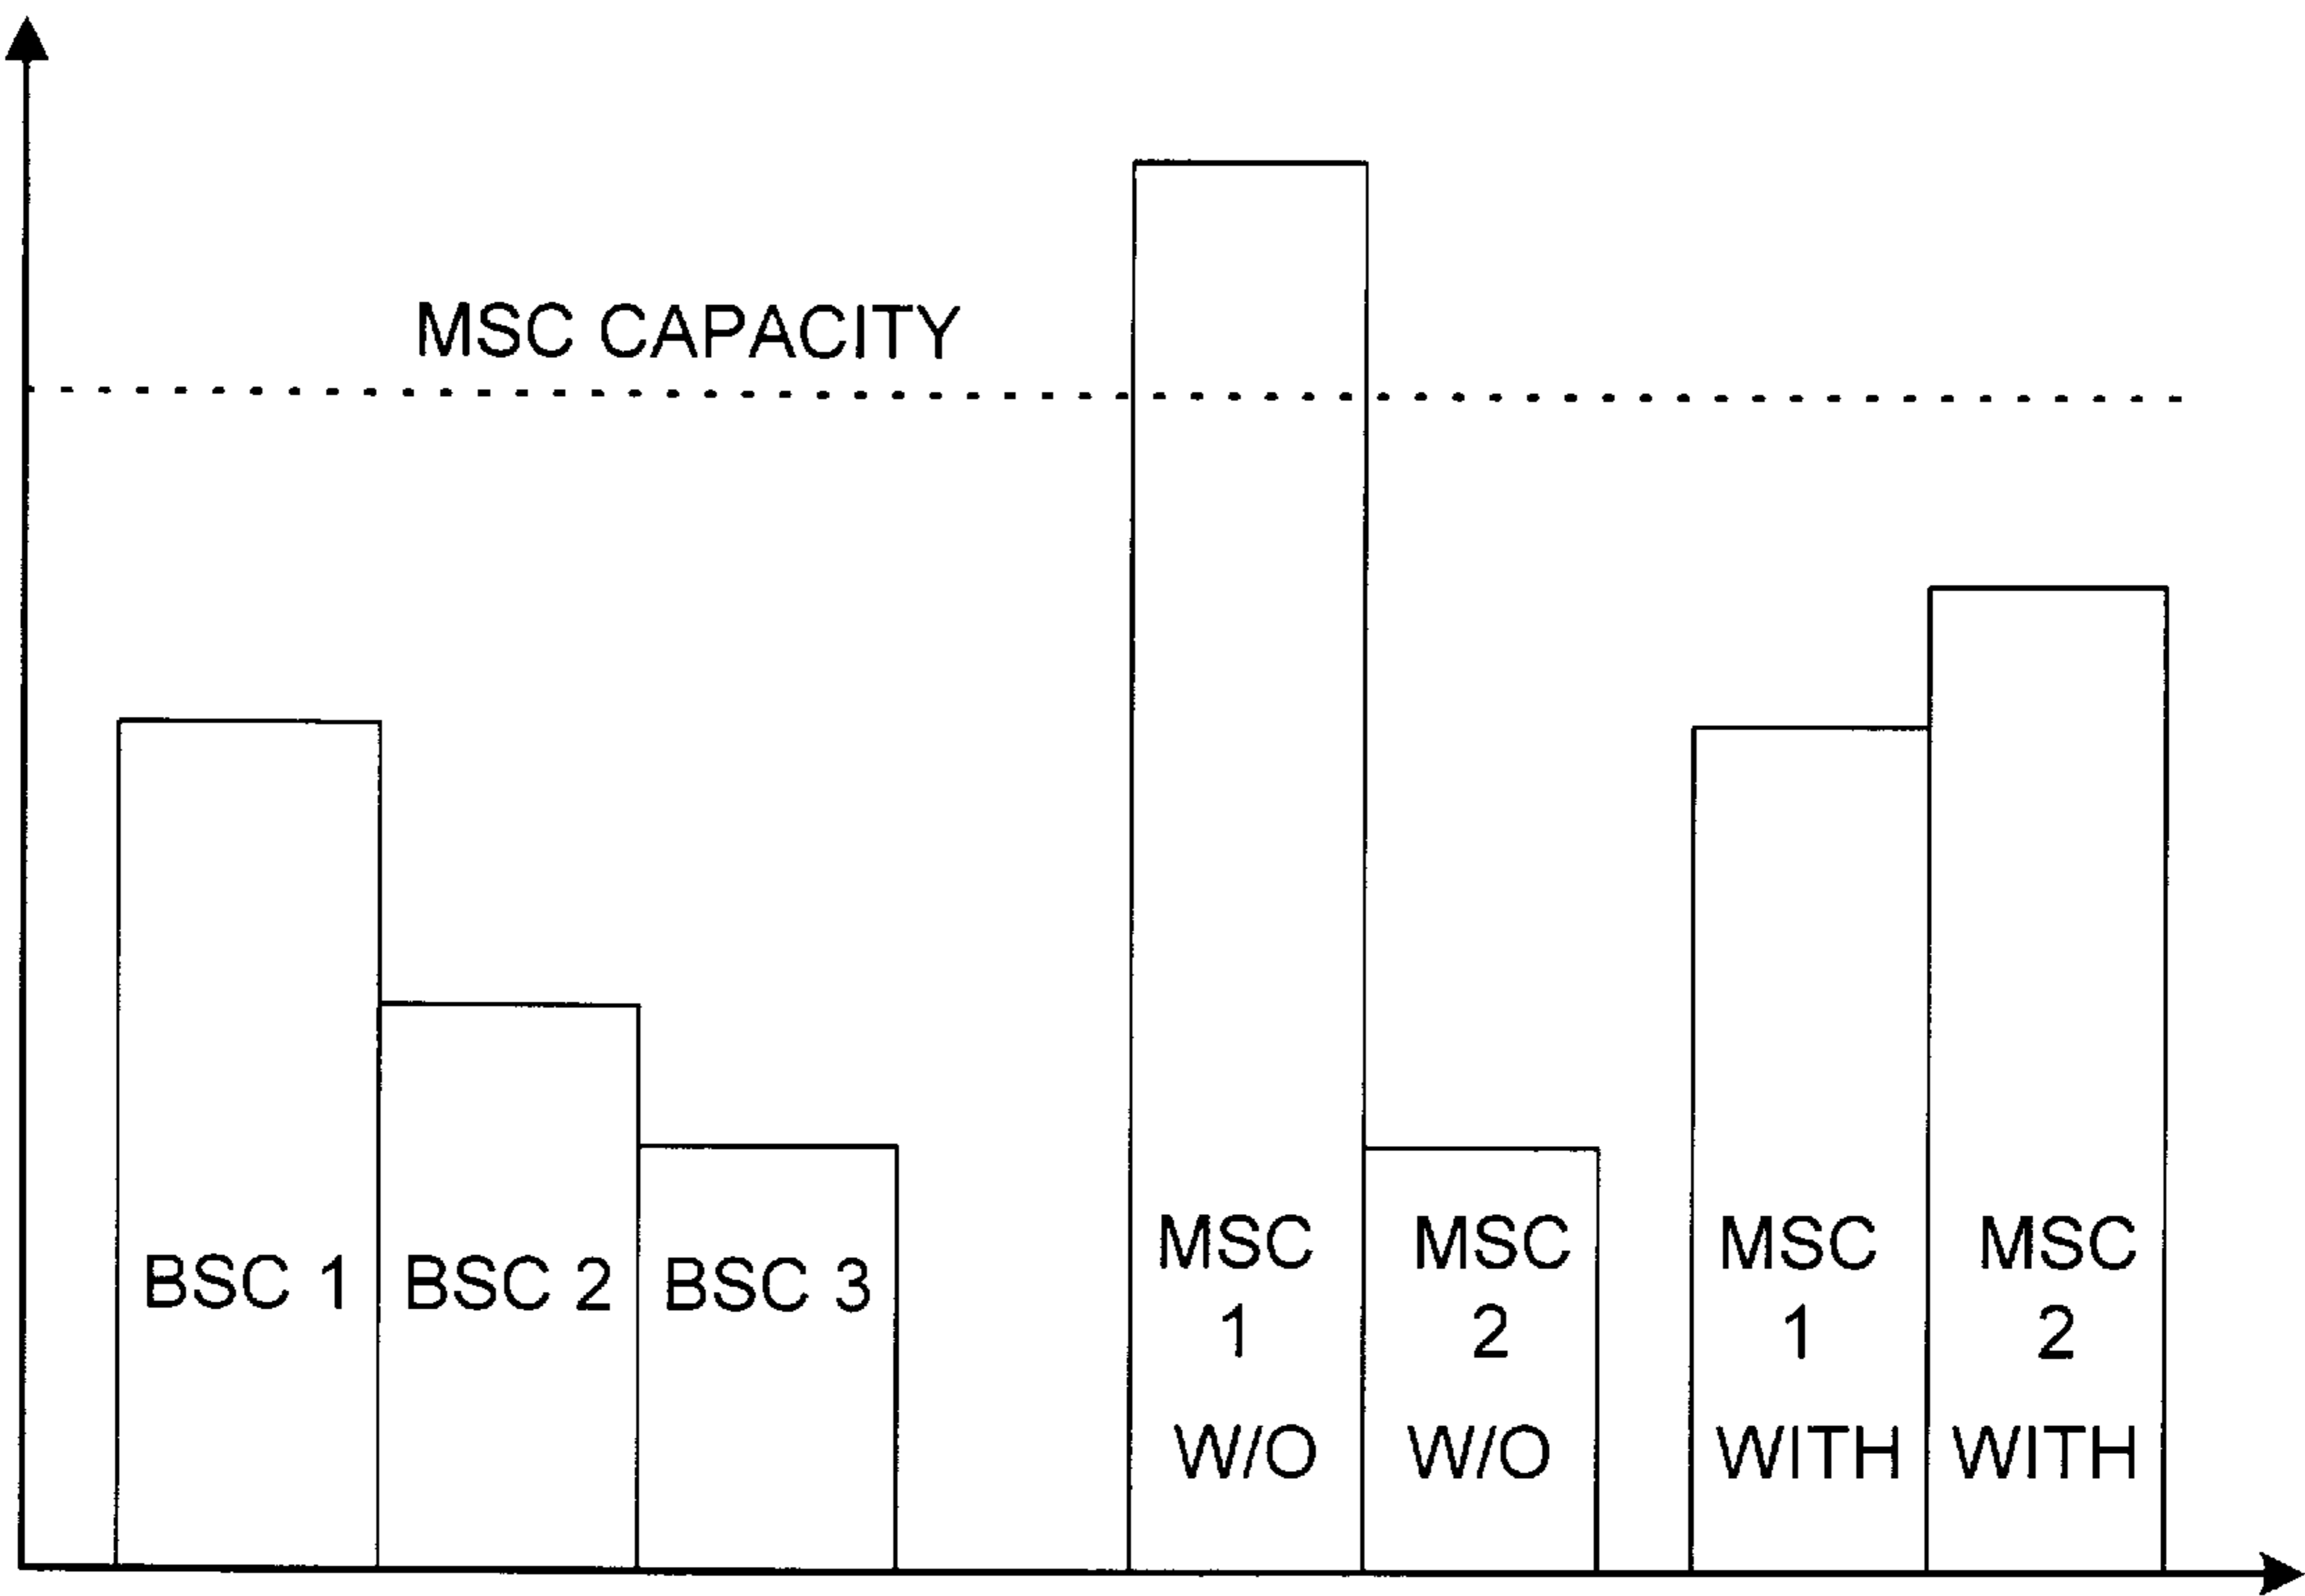 MSC CAPACITY
BSC 1
BSC 2
BSC 3
MSC
1
W/O
MSC
2
W/O
MSC
1
WITH
MSC
2
WITH